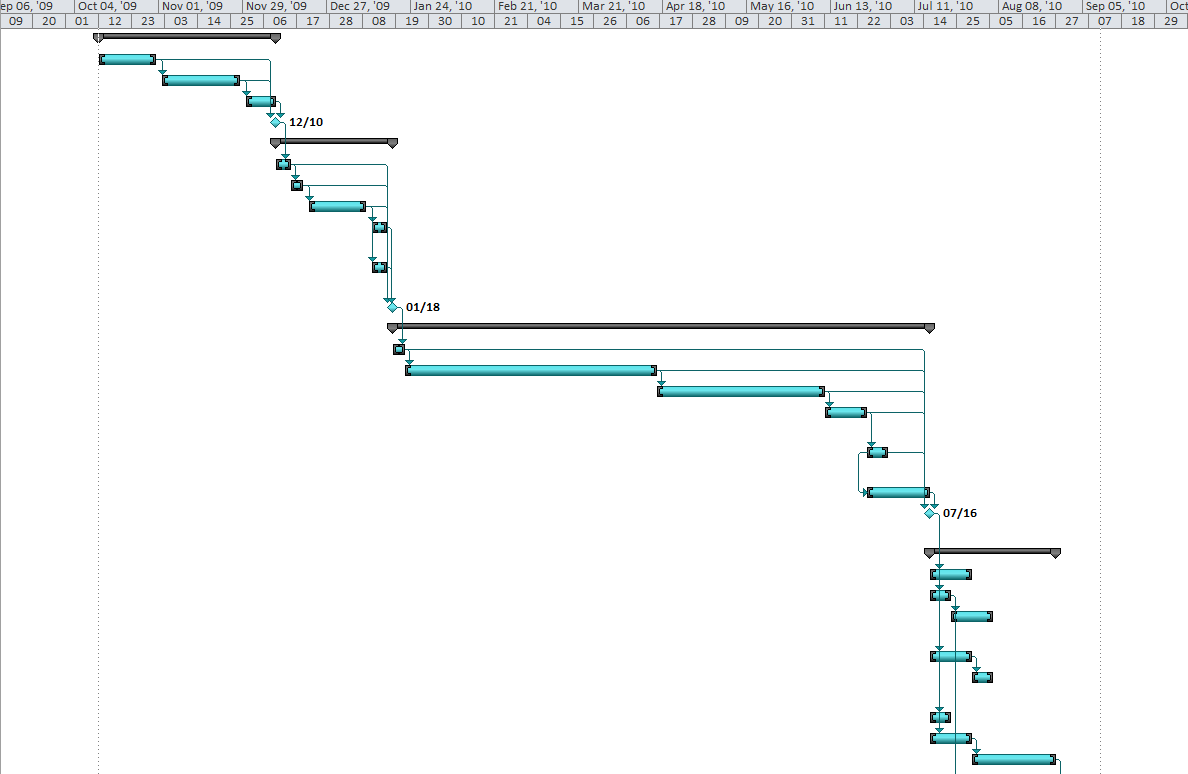 ep 06, '09 Oct 04, '09 Nov 01, '09 Nov 29, '09 Dec 27, '09 Jan 24, '10 Feb 21, '10 Mar 21, '10 Apr 18, '10 May 16, '10 Jun 13, '10 Jul 11, '10 Aug 08, '10 Sep 05, '10 Oct
09 20 01 12 23 03 14 25 06 17 28 08 19 30 10 21 04 15 26 06 17 28 09 20 31 11 22 03 14 25 05 16 27 07 18 29
12/10
01/18
07/16